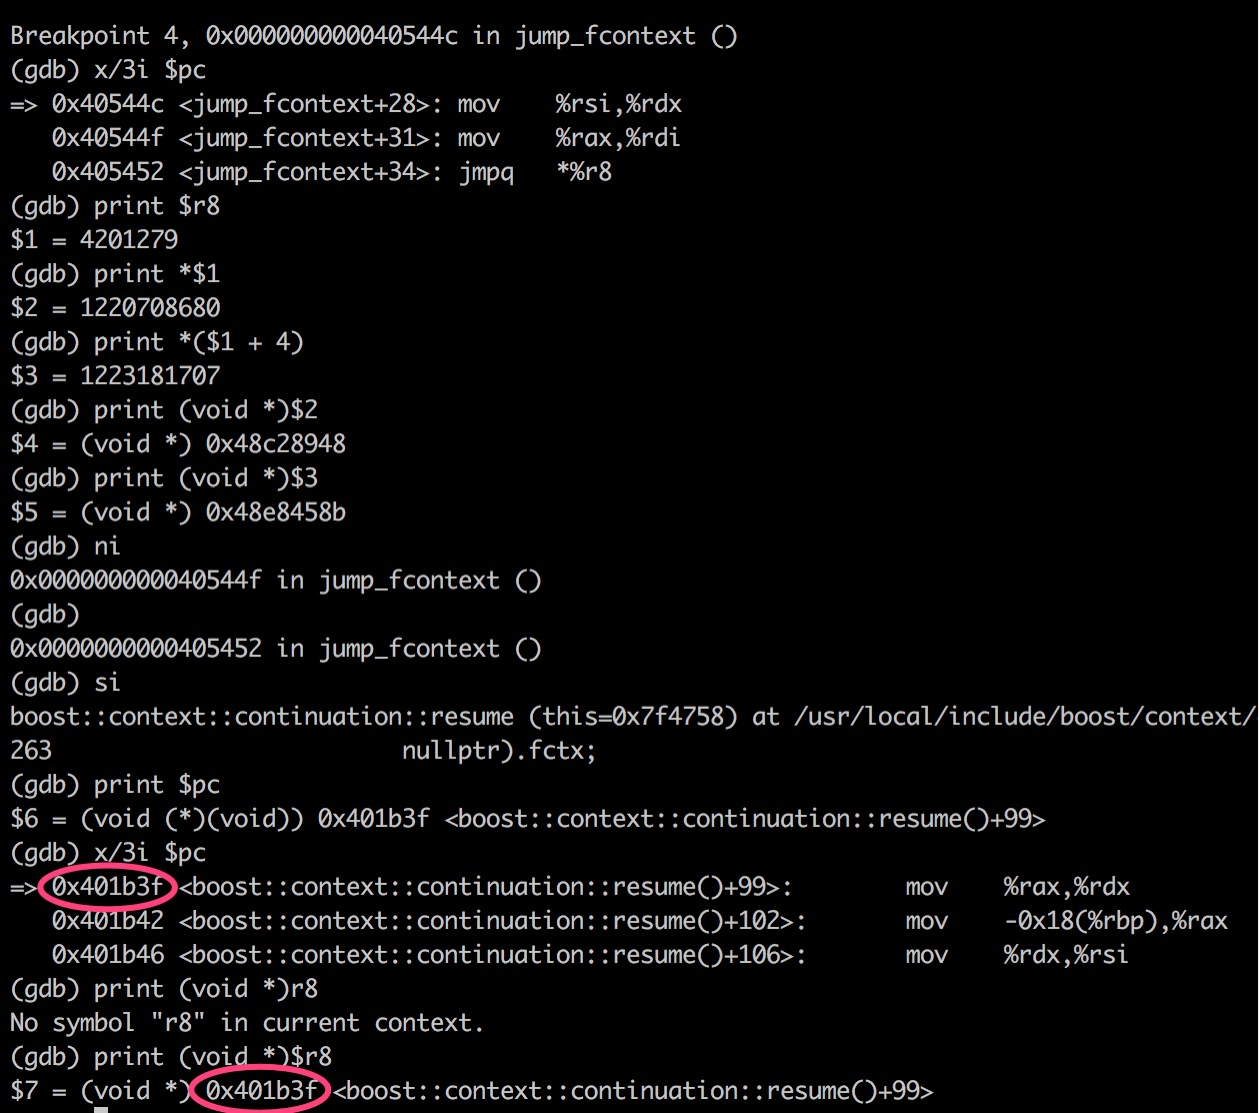 Breakpoint 4, 0x000000000040544c in jump_fcontext ()
(gdb) x/3i $pc
=> 0x40544c <jump_fcontext+28>: mov    %rsi,%rdx
   0x40544f <jump_fcontext+31>: mov    %rax,%rdi
   0x405452 <jump_fcontext+34>: jmpq   *%r8
(gdb) print $r8
$1 = 4201279
(gdb) print *$1
$2 = 1220708680
(gdb) print *($1 + 4)
$3 = 1223181707
(gdb) print (void *)$2
$4 = (void *) 0x48c28948
(gdb) print (void *)$3
$5 = (void *) 0x48e8458b
(gdb) ni
0x000000000040544f in jump_fcontext ()
(gdb)
0x0000000000405452 in jump_fcontext ()
(gdb) si
boost::context::continuation::resume (this=0x7f4758) at /usr/local/include/boost/context/
263                         nullptr).fctx;
(gdb) print $pc
$6 = (void (*)(void)) 0x401b3f <boost::context::continuation::resume()+99>
(gdb) x/3i $pc
=> 0x401b3f <boost::context::continuation::resume()+99>:        mov    %rax,%rdx
   0x401b42 <boost::context::continuation::resume()+102>:       mov    -0x18(%rbp),%rax
   0x401b46 <boost::context::continuation::resume()+106>:       mov    %rdx,%rsi
(gdb) print (void *)r8
No symbol "r8" in current context.
(gdb) print (void *)$r8
$7 = (void *) 0x401b3f <boost::context::continuation::resume()+99>